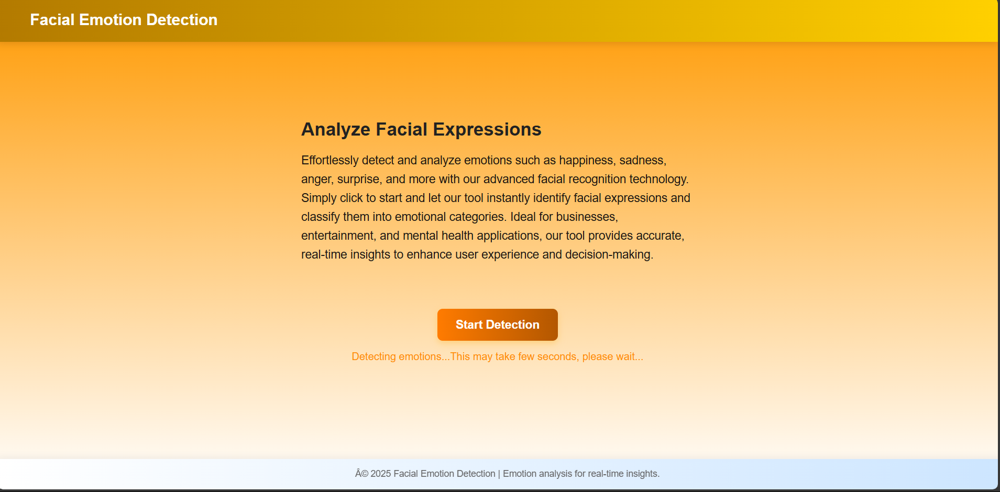 Facial Emotion Detection
Analyze Facial Expressions
Effortlessly detect and analyze emotions such as happiness, sadness,
anger, surprise, and more with our advanced facial recognition technology.
Simply click to start and let our tool instantly identify facial expressions and
classify them into emotional categories. Ideal for businesses,
entertainment, and mental health applications, our tool provides accurate,
real-time insights to enhance user experience and decision-making.
Start Detection
Detecting emotions...This may take few seconds, please wait...
Â© 2025 Facial Emotion Detection | Emotion analysis for real-time insights.